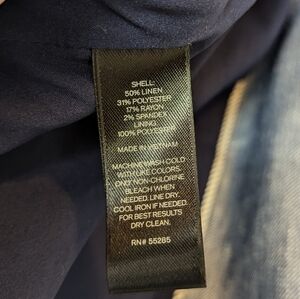 SHELL:
50% LINEN
31% POLYESTER
17% RAYON
2% SPANDEX
LINING:
100% POLYESTER
MADE IN VIETNAM
MACHINE WASH COLD
WITH LIKE COLORS.
ONLY NON-CHLORINE
BLEACH WHEN
NEEDED. LINE DRY.
COOL IRON IF NEEDED.
FOR BEST RESULTS
DRY CLEAN.
RN# 55285